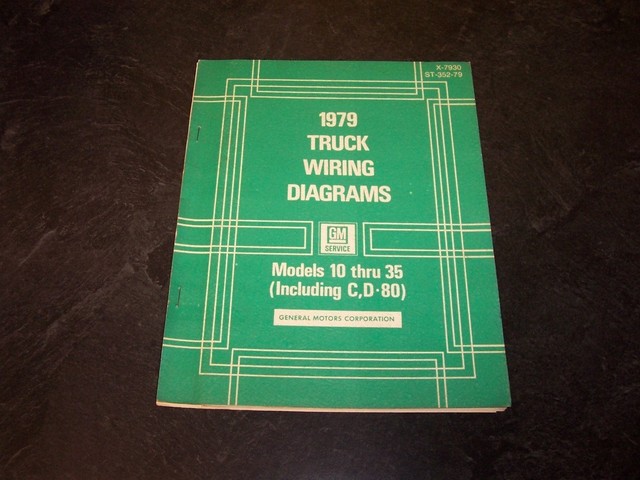 X-7930
ST-352-79
1979
TRUCK
WIRING
DIAGRAMS
GM
SERVICE
Models 10 thru 35
(Including C,D·80)
GENERAL MOTORS CORPORATION